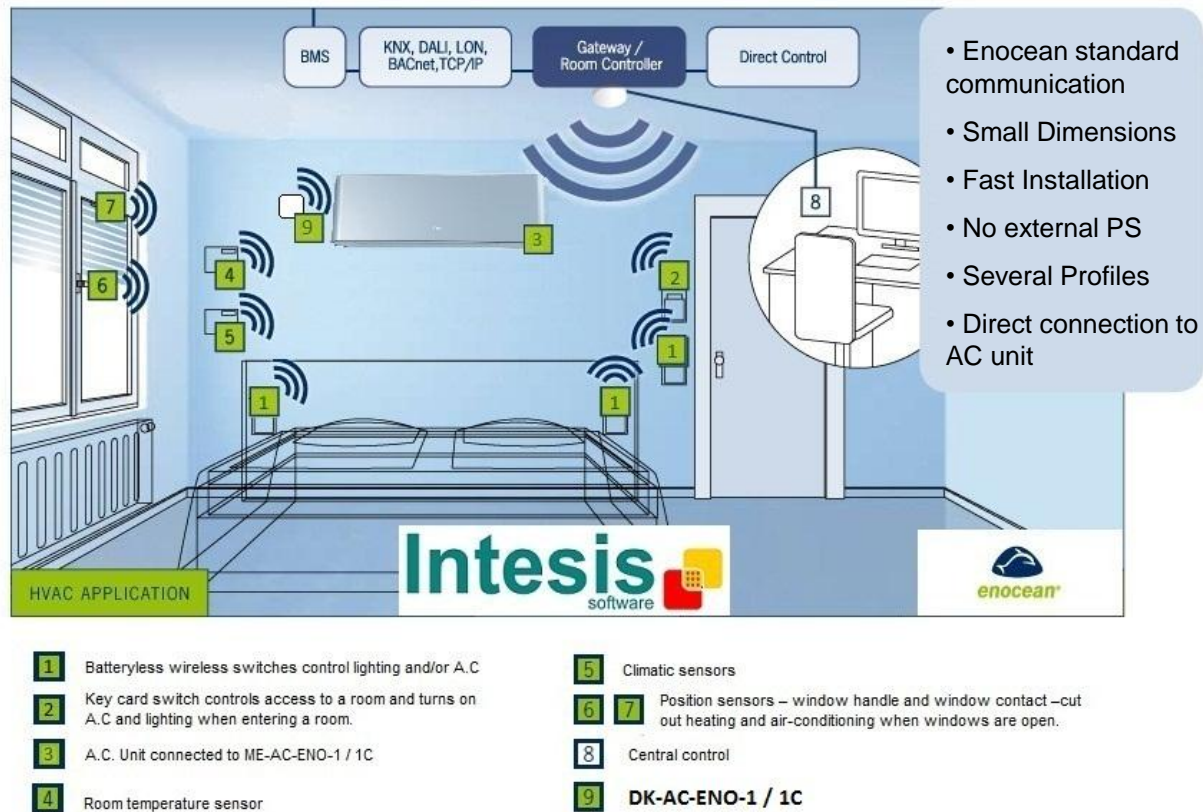 BMS
KNX, DALI, LON,
BACnet,TCP/IP
Gateway /
Room Controller
Direct Control
• Enocean standard
communication
• Small Dimensions
• Fast Installation
• No external PS
• Several Profiles
• Direct connection to
AC unit
7
6
9
4
5
3
2
1
8
1
1
HVAC APPLICATION
Intesis
software
enocean®
1 Batteryless wireless switches control lighting and/or A.C
2 Key card switch controls access to a room and turns on
A.C and lighting when entering a room.
3 A.C. Unit connected to ME-AC-ENO-1 / 1C
4 Room temperature sensor
5 Climatic sensors
6 7 Position sensors – window handle and window contact –cut
out heating and air-conditioning when windows are open.
8 Central control
9 DK-AC-ENO-1 / 1C